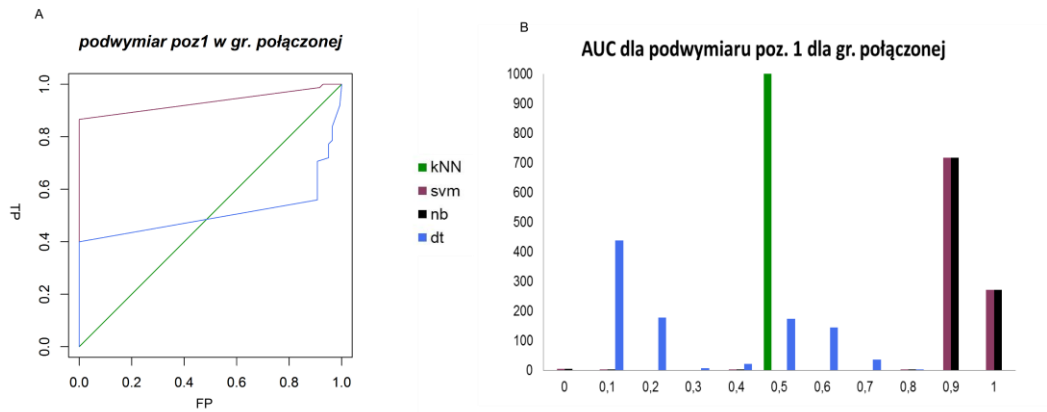 A
podwymiar poz1 w gr. połączonej
1.0
0.8
0.6
0.4
0.2
0.0
TP
0.0 0.2 0.4 0.6 0.8 1.0
FP
kNN
svm
nb
dt
B
AUC dla podwymiaru poz. 1 dla gr. połączonej
1000
900
800
700
600
500
400
300
200
100
0
0 0,1 0,2 0,3 0,4 0,5 0,6 0,7 0,8 0,9 1